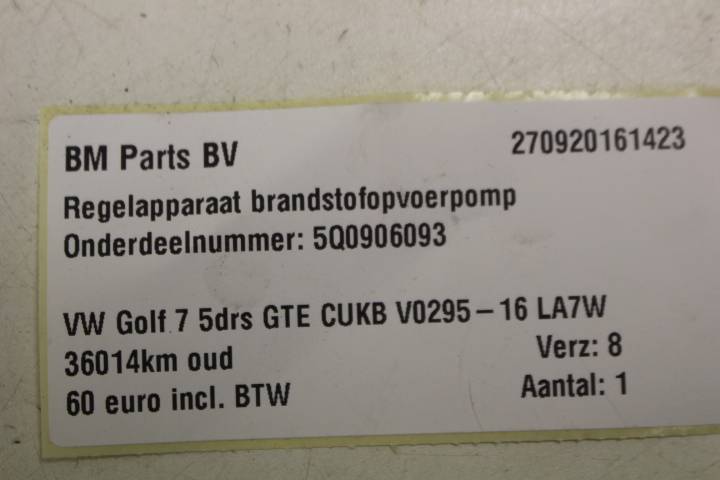 BM Parts BV 270920161423
Regelapparaat brandstofopvoerpomp
Onderdeelnummer: 5Q0906093
VW Golf 7 5drs GTE CUKB V0295-16 LA7W
36014km oud Verz: 8
60 euro incl. BTW Aantal: 1